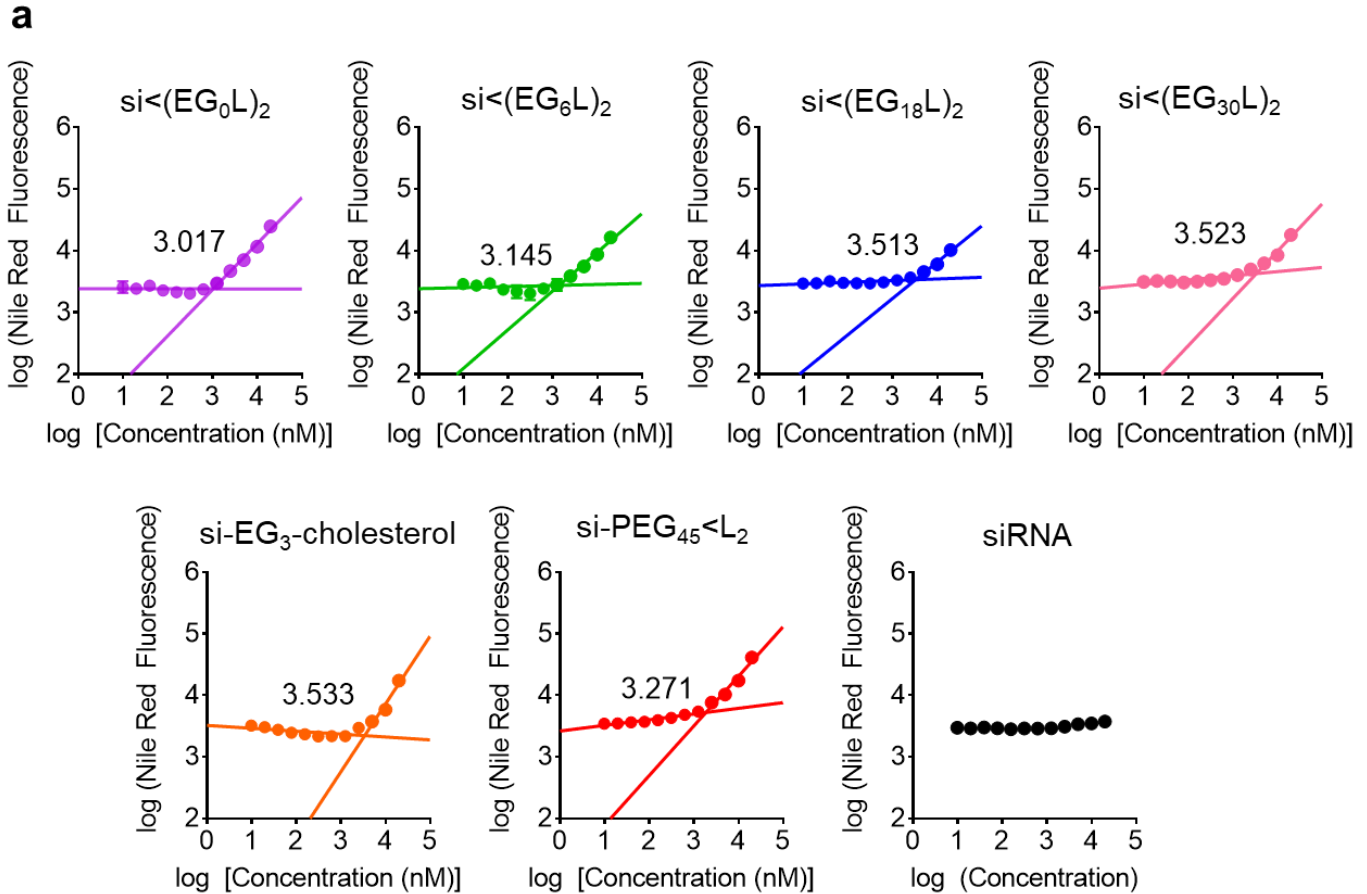 a
si<(EG₀L)₂
si<(EG₆L)₂
si<(EG₁₈L)₂
si<(EG₃₀L)₂
log (Nile Red Fluorescence)
6
5
4
3
2
3.017
0 1 2 3 4 5
log [Concentration (nM)]
log (Nile Red Fluorescence)
6
5
4
3
2
3.145
0 1 2 3 4 5
log [Concentration (nM)]
log (Nile Red Fluorescence)
6
5
4
3
2
3.513
0 1 2 3 4 5
log [Concentration (nM)]
log (Nile Red Fluorescence)
6
5
4
3
2
3.523
0 1 2 3 4 5
log [Concentration (nM)]
si-EG₃-cholesterol
si-PEG₄₅<L₂
siRNA
log (Nile Red Fluorescence)
6
5
4
3
2
3.533
0 1 2 3 4 5
log [Concentration (nM)]
log (Nile Red Fluorescence)
6
5
4
3
2
3.271
0 1 2 3 4 5
log [Concentration (nM)]
log (Nile Red Fluorescence)
6
5
4
3
2
0 1 2 3 4 5
log (Concentration)